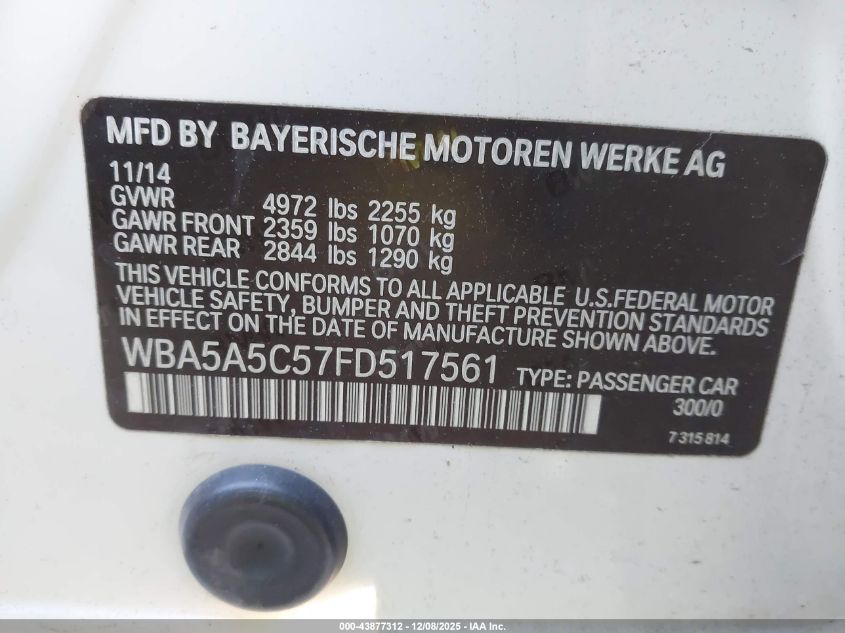 MFD BY BAYERISCHE MOTOREN WERKE AG
11/14
GVWR 4972 lbs 2255 kg
GAWR FRONT 2359 lbs 1070 kg
GAWR REAR 2844 lbs 1290 kg
THIS VEHICLE CONFORMS TO ALL APPLICABLE U.S.FEDERAL MOTOR
VEHICLE SAFETY, BUMPER AND THEFT PREVENTION STANDARDS
IN EFFECT ON THE DATE OF MANUFACTURE SHOWN ABOVE.
WBA5A5C57FD517561 TYPE: PASSENGER CAR
300/0
7 315 814
000-43877312 - 12/08/2025 - IAA Inc.